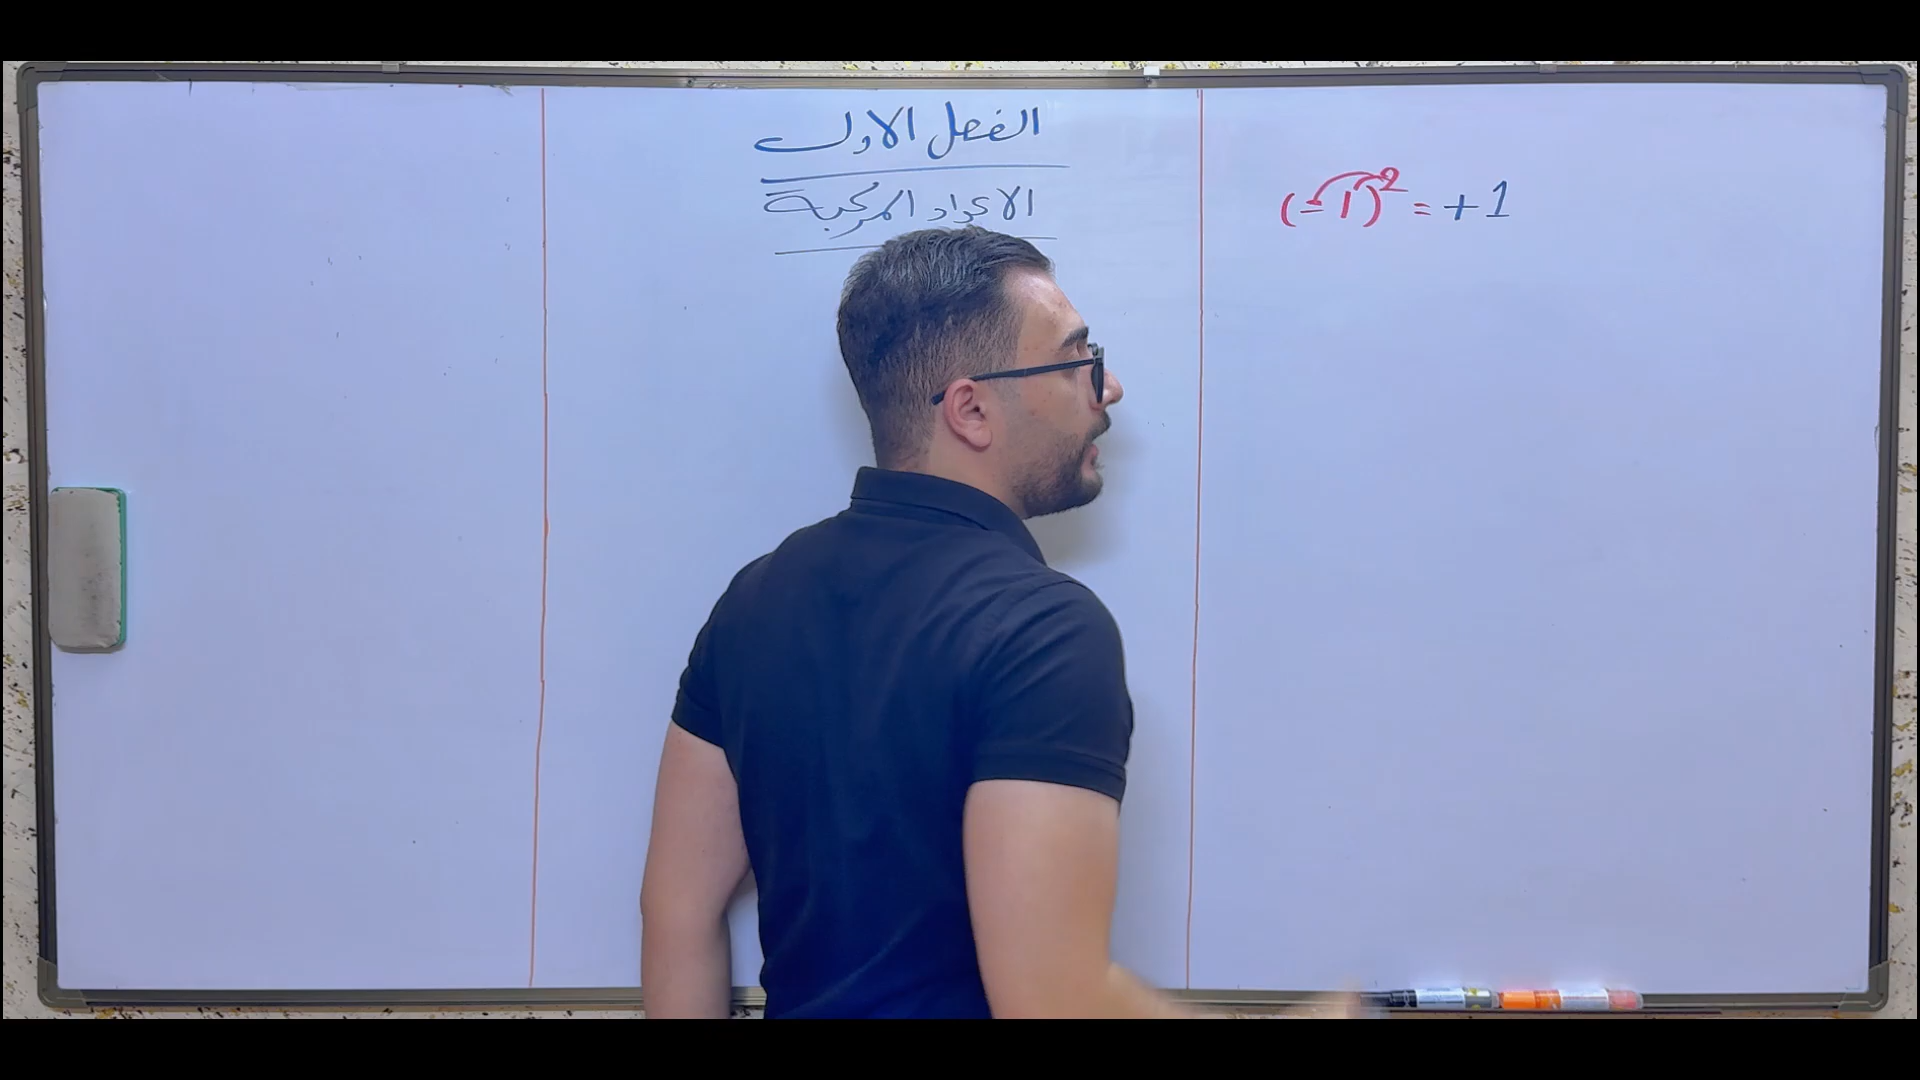 الفصل الاول
الاعداد المركبة
(-1)² = +1